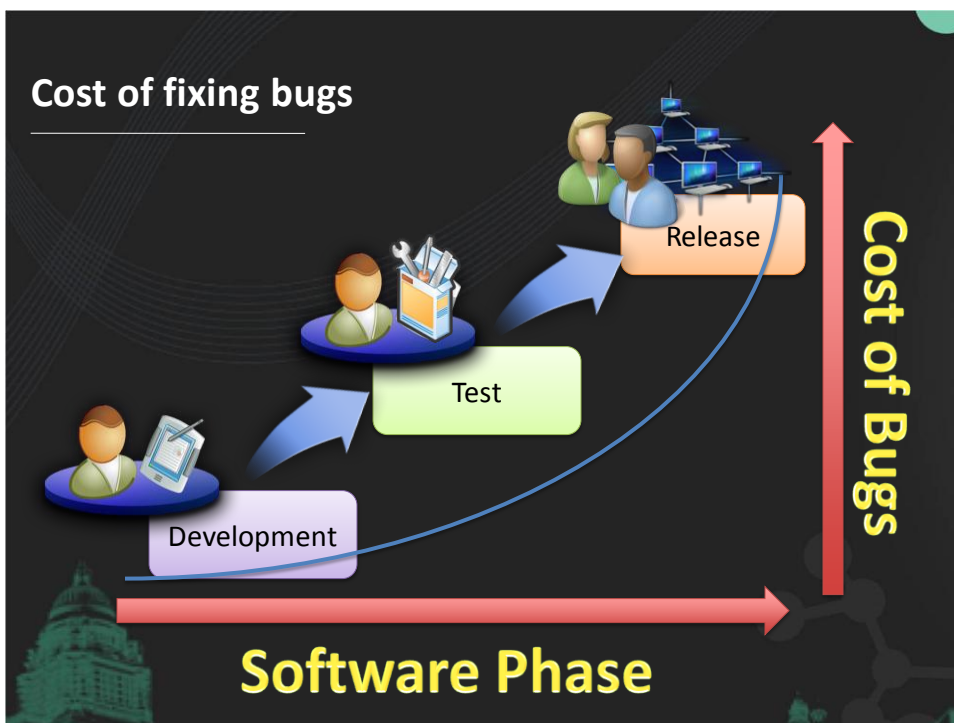 Cost of fixing bugs
Release
Test
Development
Cost of Bugs
Software Phase